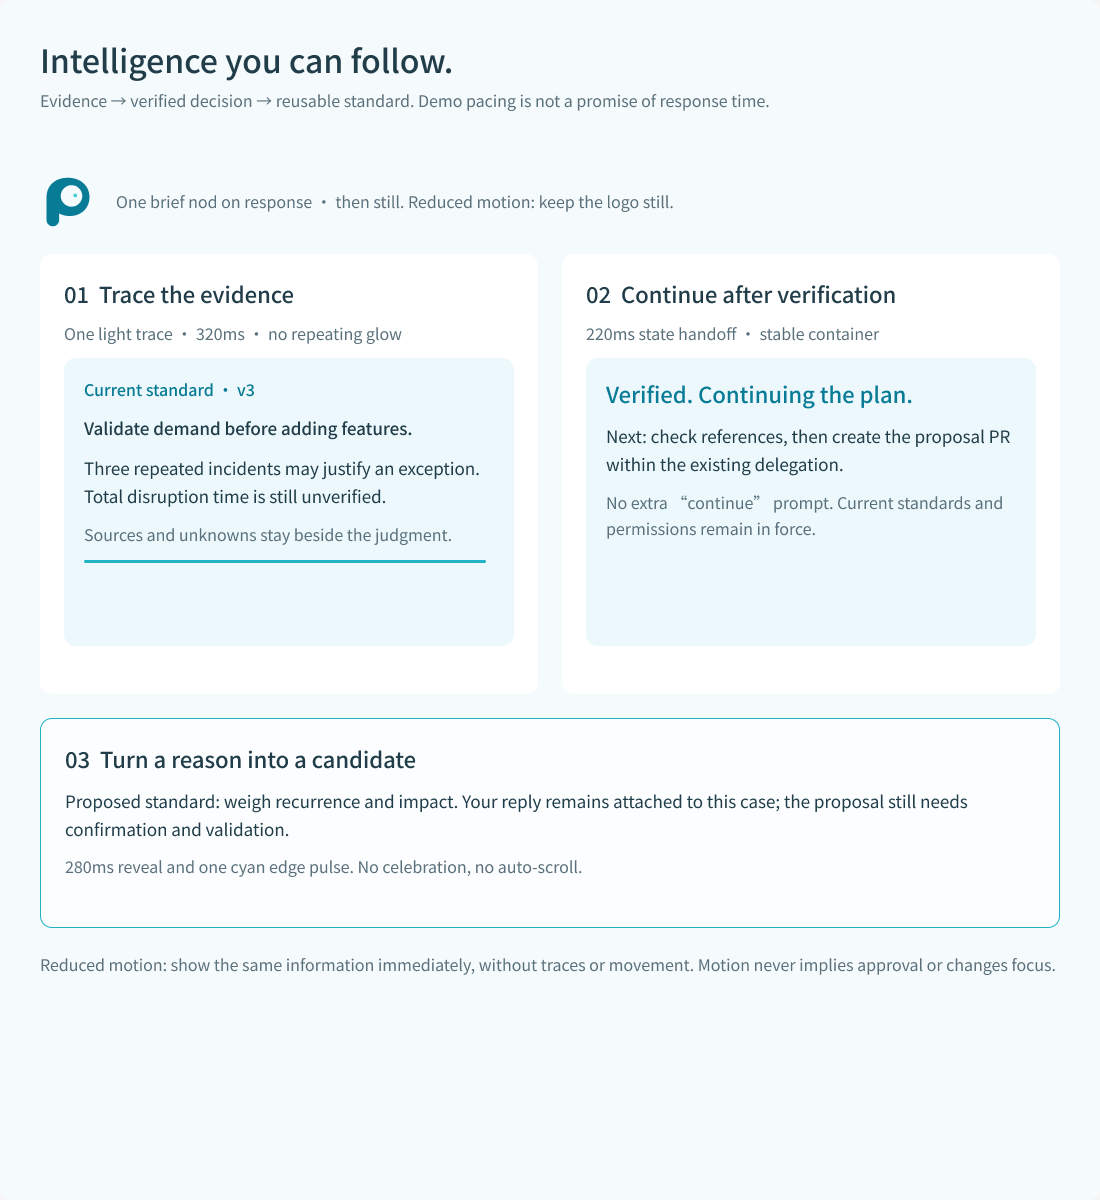 Intelligence you can follow.
Evidence → verified decision → reusable standard. Demo pacing is not a promise of response time.
One brief nod on response・then still. Reduced motion: keep the logo still.
01 Trace the evidence
One light trace・320ms・no repeating glow
Current standard・v3
Validate demand before adding features.
Three repeated incidents may justify an exception.
Total disruption time is still unverified.
Sources and unknowns stay beside the judgment.
02 Continue after verification
220ms state handoff・stable container
Verified. Continuing the plan.
Next: check references, then create the proposal PR
within the existing delegation.
No extra “continue” prompt. Current standards and
permissions remain in force.
03 Turn a reason into a candidate
Proposed standard: weigh recurrence and impact. Your reply remains attached to this case; the proposal still needs
confirmation and validation.
280ms reveal and one cyan edge pulse. No celebration, no auto-scroll.
Reduced motion: show the same information immediately, without traces or movement. Motion never implies approval or changes focus.